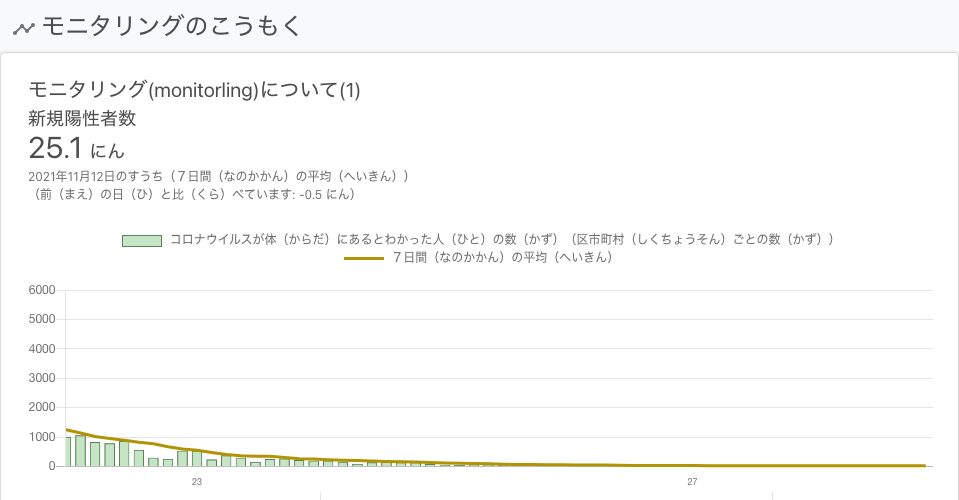 モニタリングのこうもく
モニタリング(monitorling)について(1)
新規陽性者数
25.1 にん
2021年11月12日のすうち（７日間（なのかかん）の平均（へいきん））
（前（まえ）の日（ひ）と比（くら）べています: -0.5 にん）
コロナウイルスが体（からだ）にあるとわかった人（ひと）の数（かず）（区市町村（しくちょうそん）ごとの数（かず））
７日間（なのかかん）の平均（へいきん）
6000
5000
4000
3000
2000
1000
0
23 27